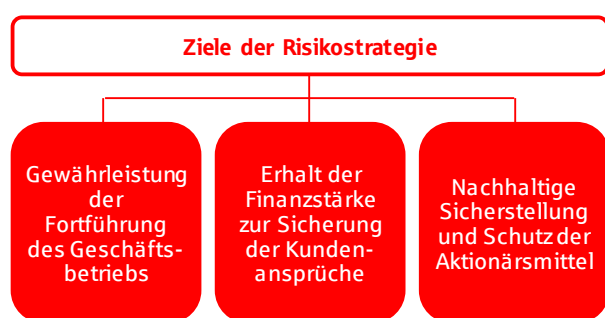 Ziele der Risikostrategie
Gewährleistung
der
Fortführung
des Geschäfts-
betriebs
Erhalt der
Finanzstärke
zur Sicherung
der Kunden-
ansprüche
Nachhaltige
Sicherstellung
und Schutz der
Aktionärsmittel